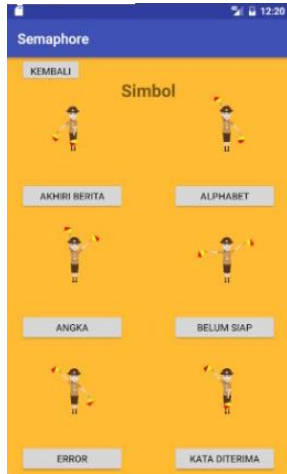 12:20
Semaphore
KEMBALI
Simbol
AKHIRI BERITA ALPHABET
ANGKA BELUM SIAP
ERROR KATA DITERIMA